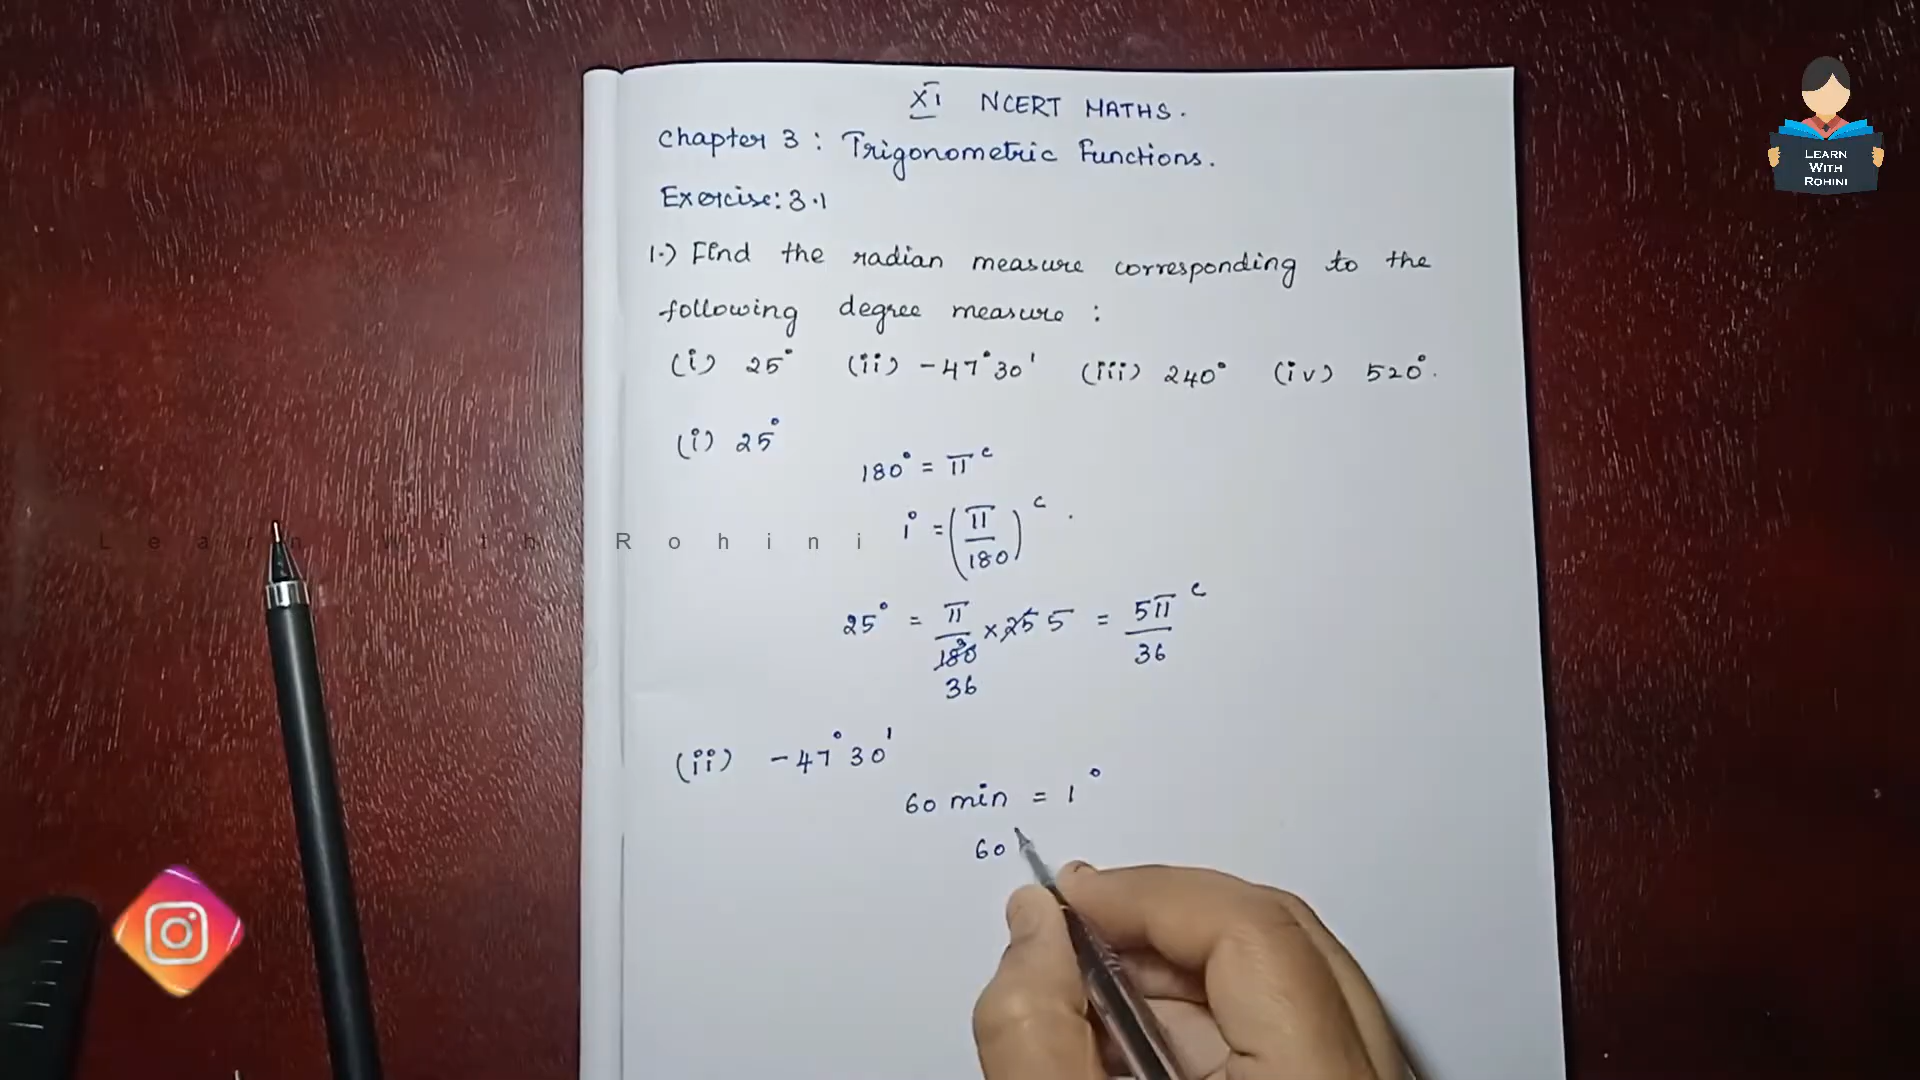 XI NCERT MATHS.
Chapter 3 : Trigonometric Functions.
Exercise: 3.1
1.) Find the radian measure corresponding to the
following degree measure :
(i) 25° (ii) -47°30' (iii) 240° (iv) 520°.
(i) 25°
180° = π^c
1° = (π/180)^c .
25° = π/180 × 25 5 = 5π/36 ^c
36
(ii) -47°30'
60 min = 1°
60
Learn With Rohini
LEARN
WITH
ROHINI